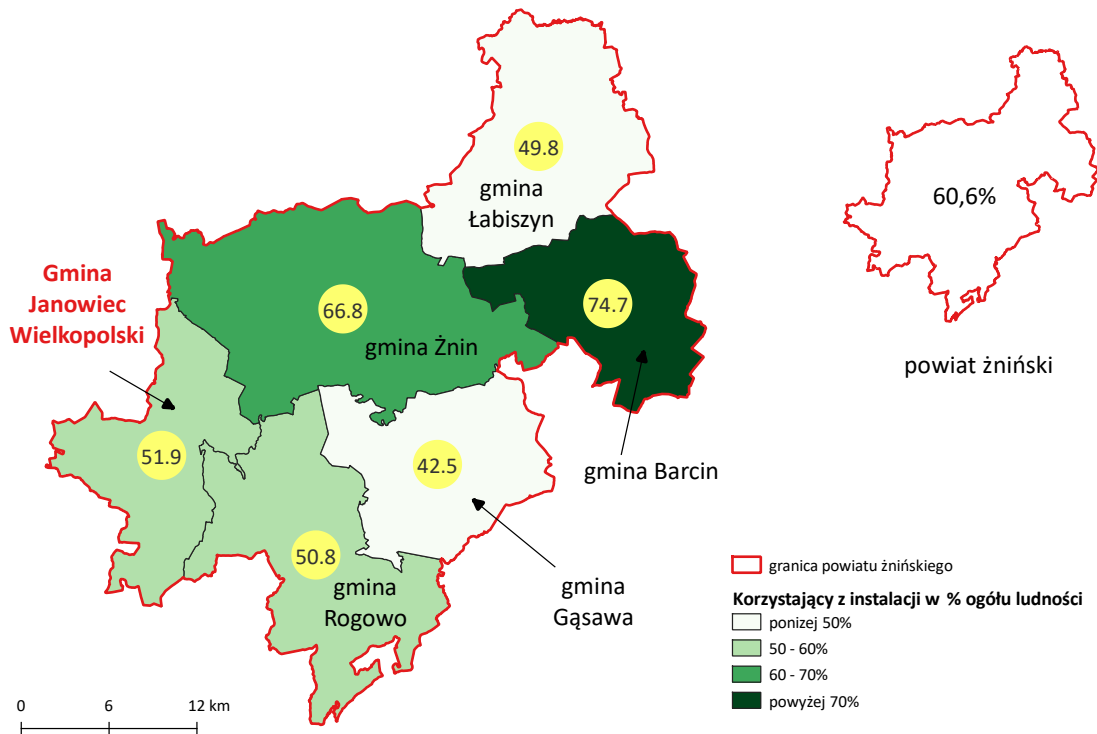 49.8
gmina
Łabiszyn
60,6%
powiat żniński
Gmina
Janowiec
Wielkopolski
66.8
gmina Żnin
74.7
gmina Barcin
51.9
42.5
50.8
gmina
Rogowo
gmina
Gąsawa
granica powiatu żnińskiego
Korzystający z instalacji w % ogółu ludności
ponizej 50%
50 - 60%
60 - 70%
powyżej 70%
0 6 12 km